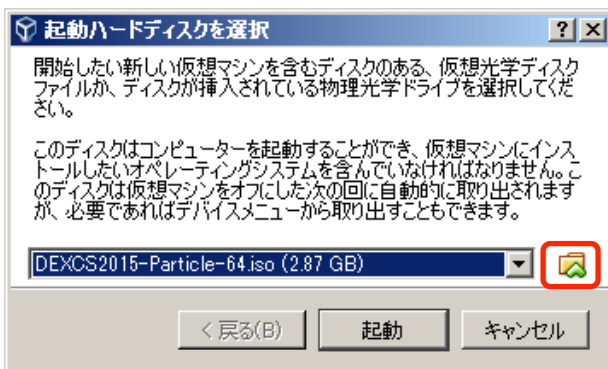 起動ハードディスクを選択
開始したい新しい仮想マシンを含むディスクのある、仮想光学ディスク
ファイルか、ディスクが挿入されている物理光学ドライブを選択してくだ
さい。
このディスクはコンピューターを起動することができ、仮想マシンにインス
トールしたいオペレーティングシステムを含んでいなければなりません。こ
のディスクは仮想マシンをオフにした次の回に自動的に取り出されます
が、必要であればデバイスメニューから取り出すこともできます。
DEXCS2015-Particle-64.iso (2.87 GB)
< 戻る(B)
起動
キャンセル